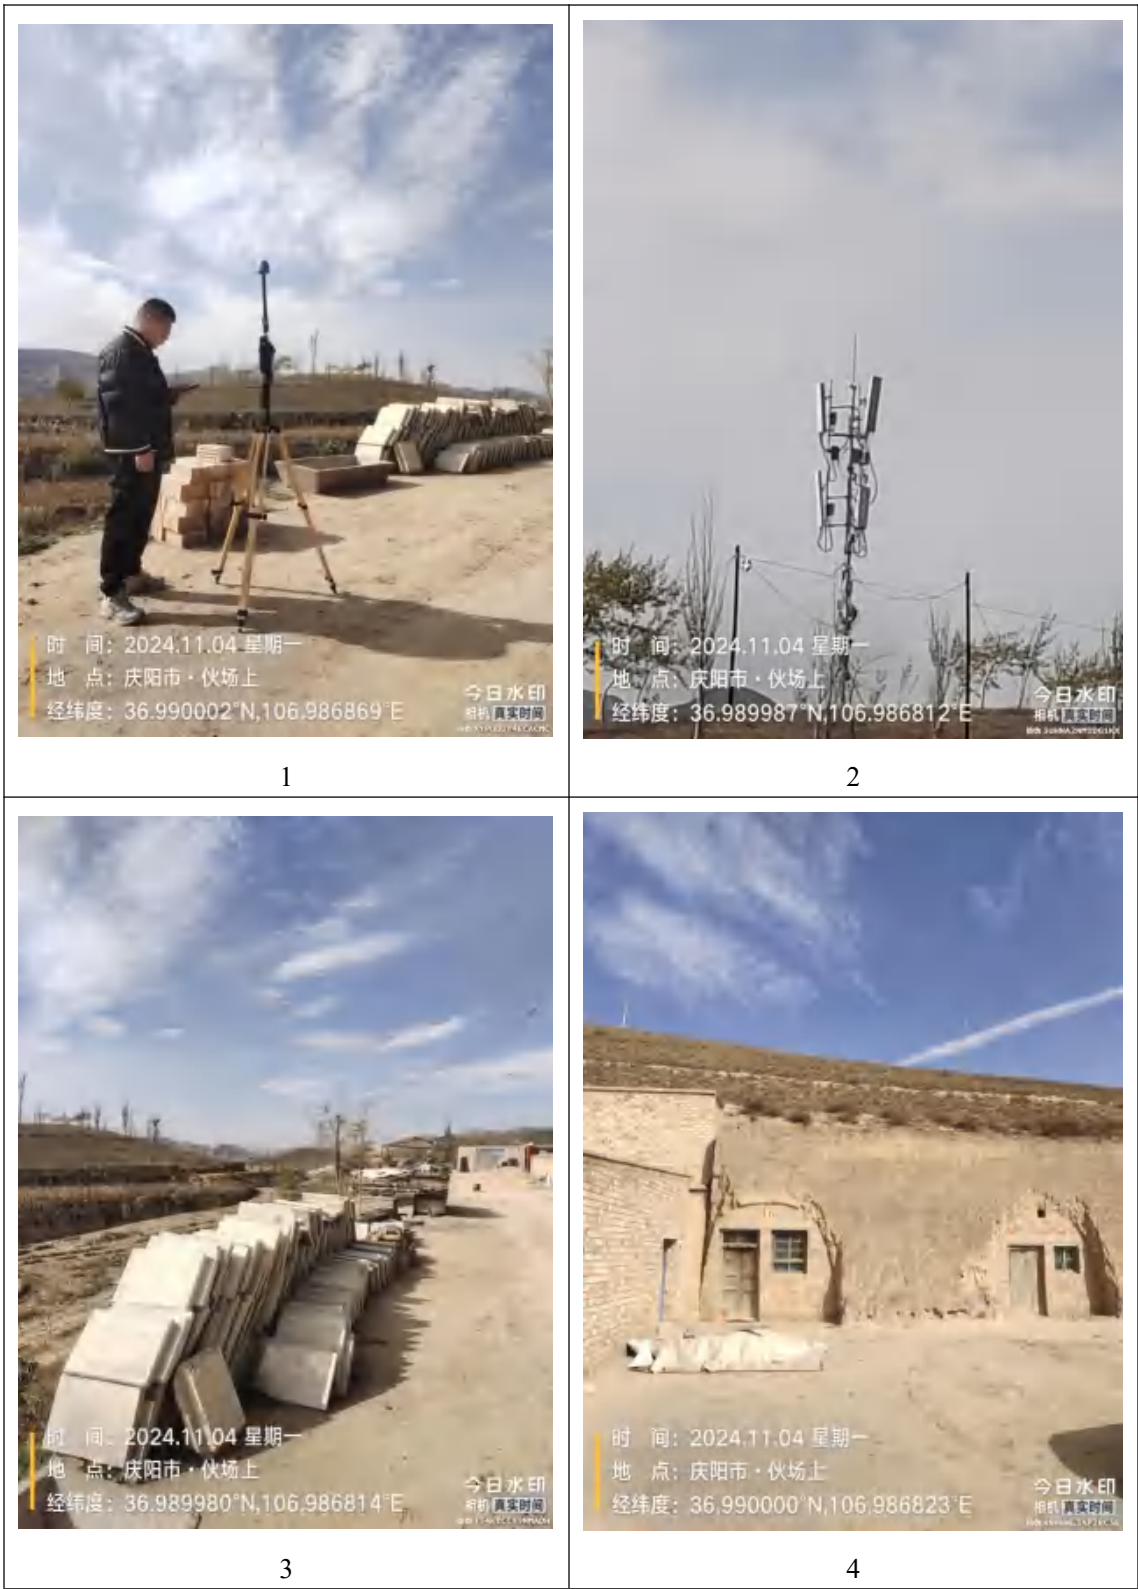 时 间：2024.11.04 星期一
地 点：庆阳市·伙场上
经纬度：36.990002°N,106.986869°E
今日水印
相机 真实时间
1
时 间：2024.11.04 星期一
地 点：庆阳市·伙场上
经纬度：36.989987°N,106.986812°E
今日水印
相机 真实时间
2
时 间：2024.11.04 星期一
地 点：庆阳市·伙场上
经纬度：36.989980°N,106.986814°E
今日水印
相机 真实时间
3
时 间：2024.11.04 星期一
地 点：庆阳市·伙场上
经纬度：36.990000°N,106.986823°E
今日水印
相机 真实时间
4